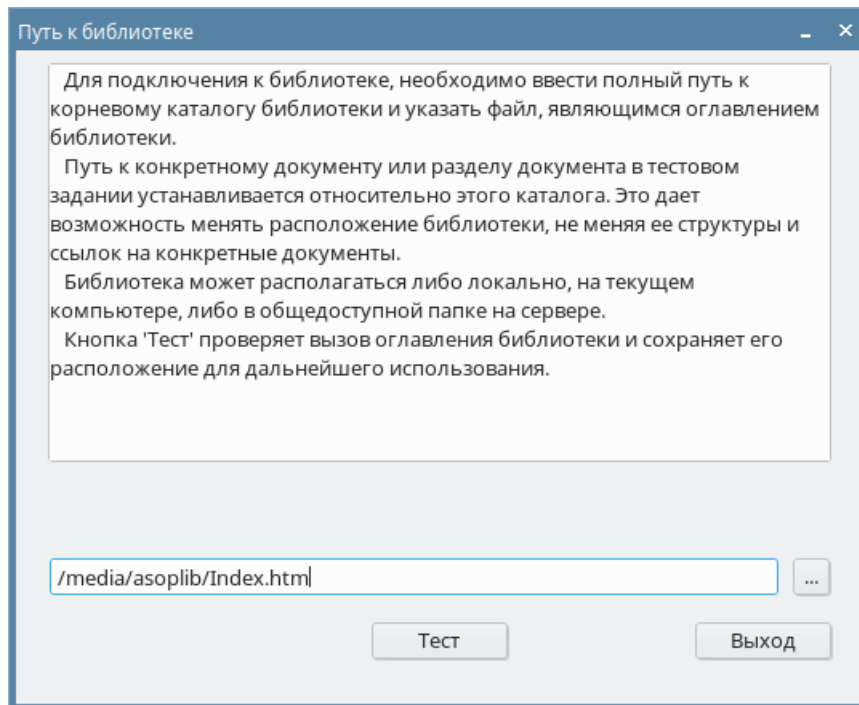 Путь к библиотеке
Для подключения к библиотеке, необходимо ввести полный путь к
корневому каталогу библиотеки и указать файл, являющимся оглавлением
библиотеки.
Путь к конкретному документу или разделу документа в тестовом
задании устанавливается относительно этого каталога. Это дает
возможность менять расположение библиотеки, не меняя ее структуры и
ссылок на конкретные документы.
Библиотека может располагаться либо локально, на текущем
компьютере, либо в общедоступной папке на сервере.
Кнопка 'Тест' проверяет вызов оглавления библиотеки и сохраняет его
расположение для дальнейшего использования.
/media/asoplib/Index.htm
...
Тест
Выход